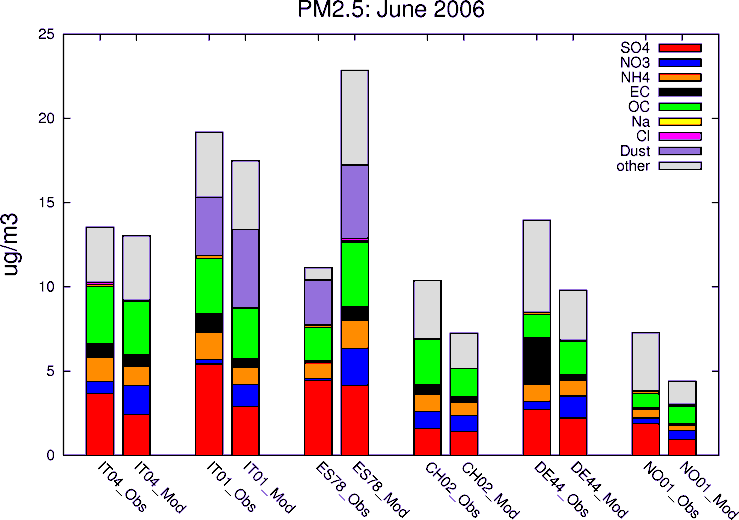 PM2.5: June 2006
ug/m3
25
20
15
10
5
0
SO4
NO3
NH4
EC
OC
Na
Cl
Dust
other
IT04_Obs
IT04_Mod
IT01_Obs
IT01_Mod
ES78_Obs
ES78_Mod
CH02_Obs
CH02_Mod
DE44_Obs
DE44_Mod
NO01_Obs
NO01_Mod